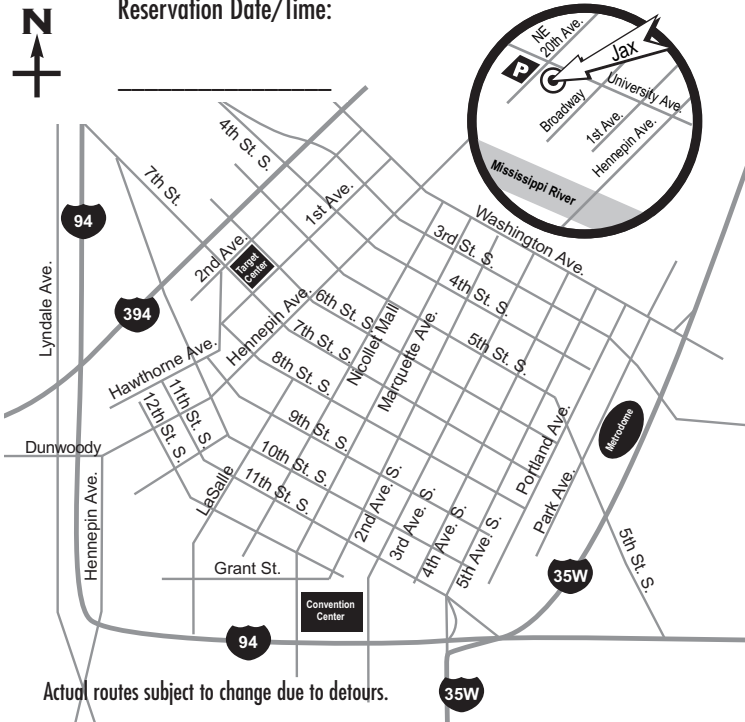 Reservation Date/Time:
N
NE
20th Ave.
Jax
P
University Ave.
Broadway
1st Ave.
Hennepin Ave.
Mississippi River
4th St. S.
7th St.
1st Ave.
2nd Ave.
Target
Center
Washington Ave.
3rd St. S.
4th St. S.
5th St. S.
94
Lyndale Ave.
394
Hennepin Ave.
6th St. S.
7th St. S.
8th St. S.
Nicollet Mall
Marquette Ave.
Hawthorne Ave.
11th St. S.
12th St. S.
9th St. S.
10th St. S.
11th St. S.
Dunwoody
Hennepin Ave.
LaSalle
2nd Ave. S.
3rd Ave. S.
4th Ave. S.
5th Ave. S.
Portland Ave.
Park Ave.
Metrodome
5th St. S.
Grant St.
Convention
Center
35W
94
35W
Actual routes subject to change due to detours.